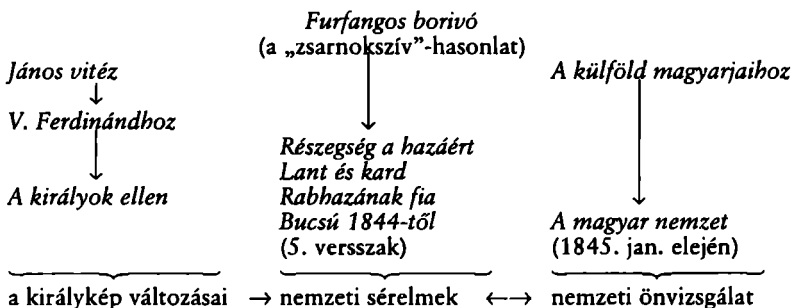 Furfangos borivó
(a „zsarnokszív”-hasonlat)
János vitéz
V. Ferdinándhoz
A királyok ellen
Részegség a hazáért
Lant és kard
Rabhazának fia
Bucsú 1844-től
(5. versszak)
A külföld magyarjaihoz
A magyar nemzet
(1845. jan. elején)
a királykép változásai → nemzeti sérelmek ←→ nemzeti önvizsgálat